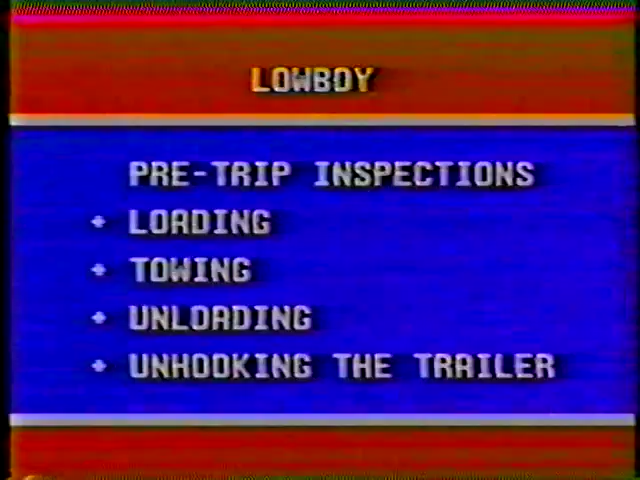 LOWBOY
PRE-TRIP INSPECTIONS
+ LOADING
+ TOWING
+ UNLOADING
+ UNHOOKING THE TRAILER